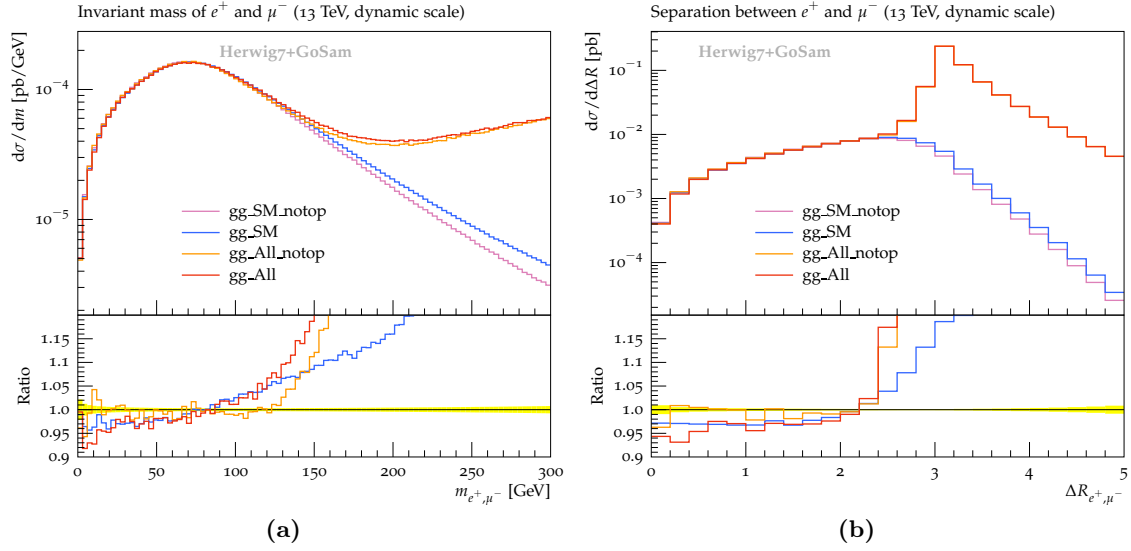 Invariant mass of e⁺ and μ⁻ (13 TeV, dynamic scale)
Herwig7+GoSam
dσ/dm [pb/GeV]
10⁻⁴
10⁻⁵
gg_SM_notop
gg_SM
gg_All_notop
gg_All
Ratio
1.15
1.1
1.05
1.0
0.95
0.9
0 50 100 150 200 250 300
m_{e⁺,μ⁻} [GeV]
(a)
Separation between e⁺ and μ⁻ (13 TeV, dynamic scale)
Herwig7+GoSam
dσ/dΔR [pb]
10⁻¹
10⁻²
10⁻³
10⁻⁴
gg_SM_notop
gg_SM
gg_All_notop
gg_All
Ratio
1.15
1.1
1.05
1.0
0.95
0.9
0 1 2 3 4 5
ΔR_{e⁺,μ⁻}
(b)